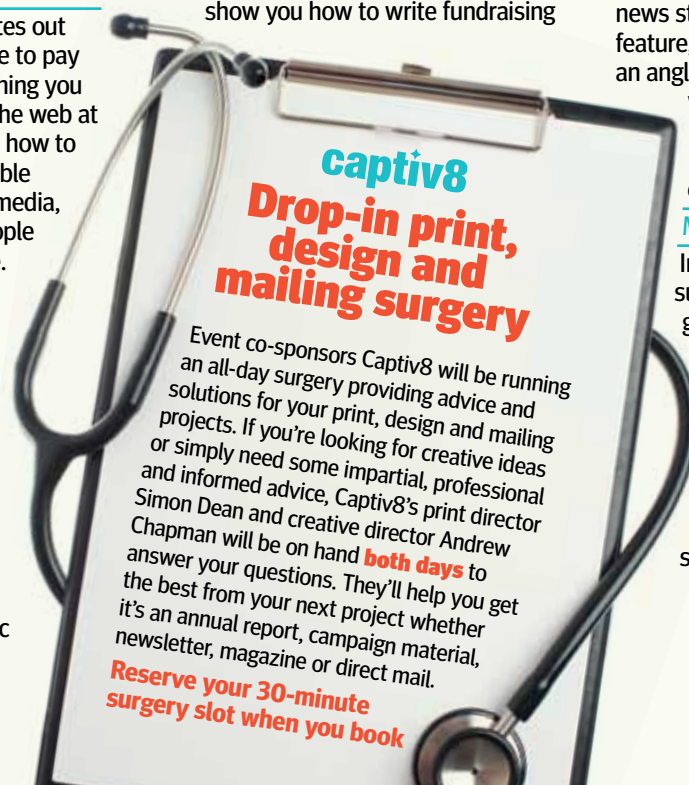 tes out
e to pay
ning you
he web at
how to
ble
media,
ople
show you how to write fundraising
news st
feature,
an angl
captiv8
Drop-in print,
design and
mailing surgery
Event co-sponsors Captiv8 will be running
an all-day surgery providing advice and
solutions for your print, design and mailing
projects. If you're looking for creative ideas
or simply need some impartial, professional
and informed advice, Captiv8's print director
Simon Dean and creative director Andrew
Chapman will be on hand both days to
answer your questions. They'll help you get
the best from your next project whether
it's an annual report, campaign material,
newsletter, magazine or direct mail.
Reserve your 30-minute
surgery slot when you book
c
M
In
su
g
s